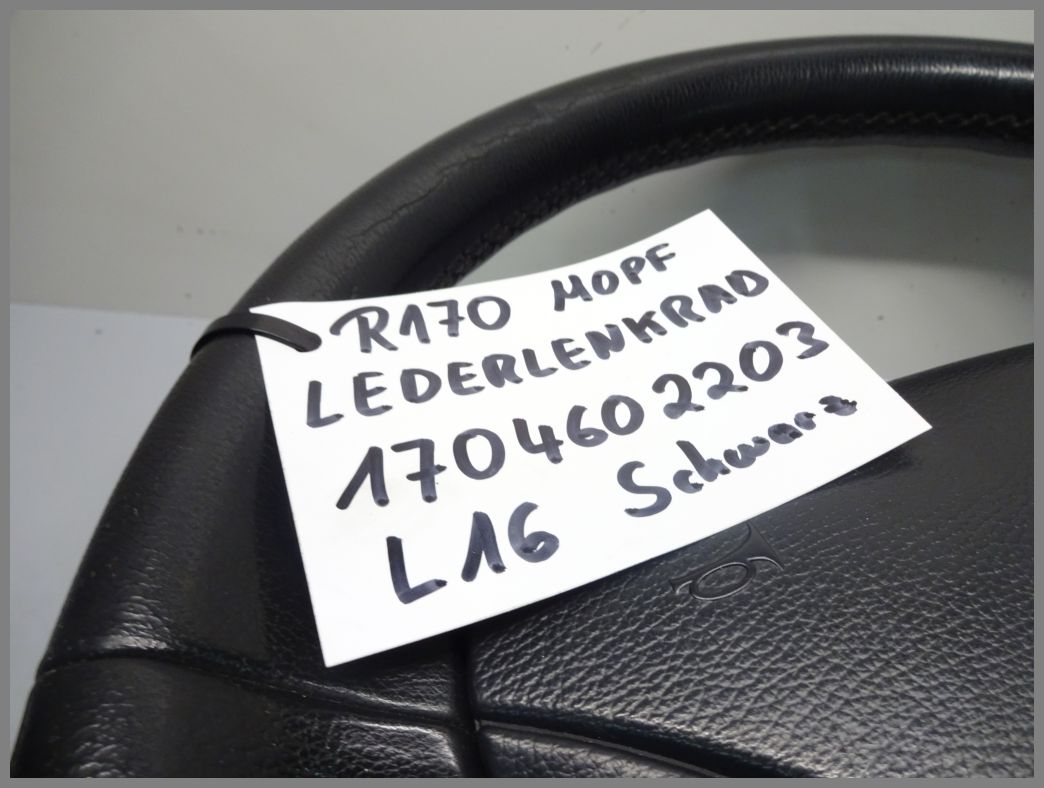 R170 MOPF
LEDERLENKRAD
1704602203
L16 Schwarz